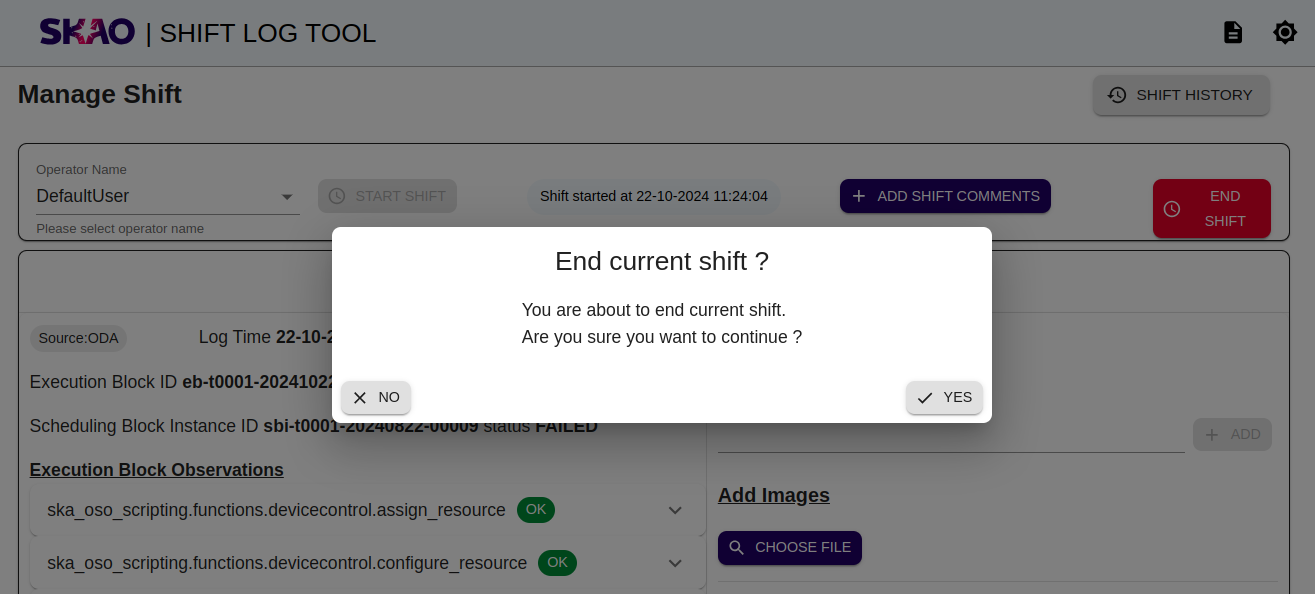 SKAO | SHIFT LOG TOOL
Manage Shift
SHIFT HISTORY
Operator Name
DefaultUser
Please select operator name
START SHIFT
Shift started at 22-10-2024 11:24:04
ADD SHIFT COMMENTS
END
SHIFT
End current shift ?
You are about to end current shift.
Are you sure you want to continue ?
NO
YES
Source:ODA
Log Time 22-10-2
Execution Block ID eb-t0001-20241022
Scheduling Block Instance ID sbi-t0001-20240822-00009 status FAILED
Execution Block Observations
ska_oso_scripting.functions.devicecontrol.assign_resource OK
ska_oso_scripting.functions.devicecontrol.configure_resource OK
ADD
Add Images
CHOOSE FILE